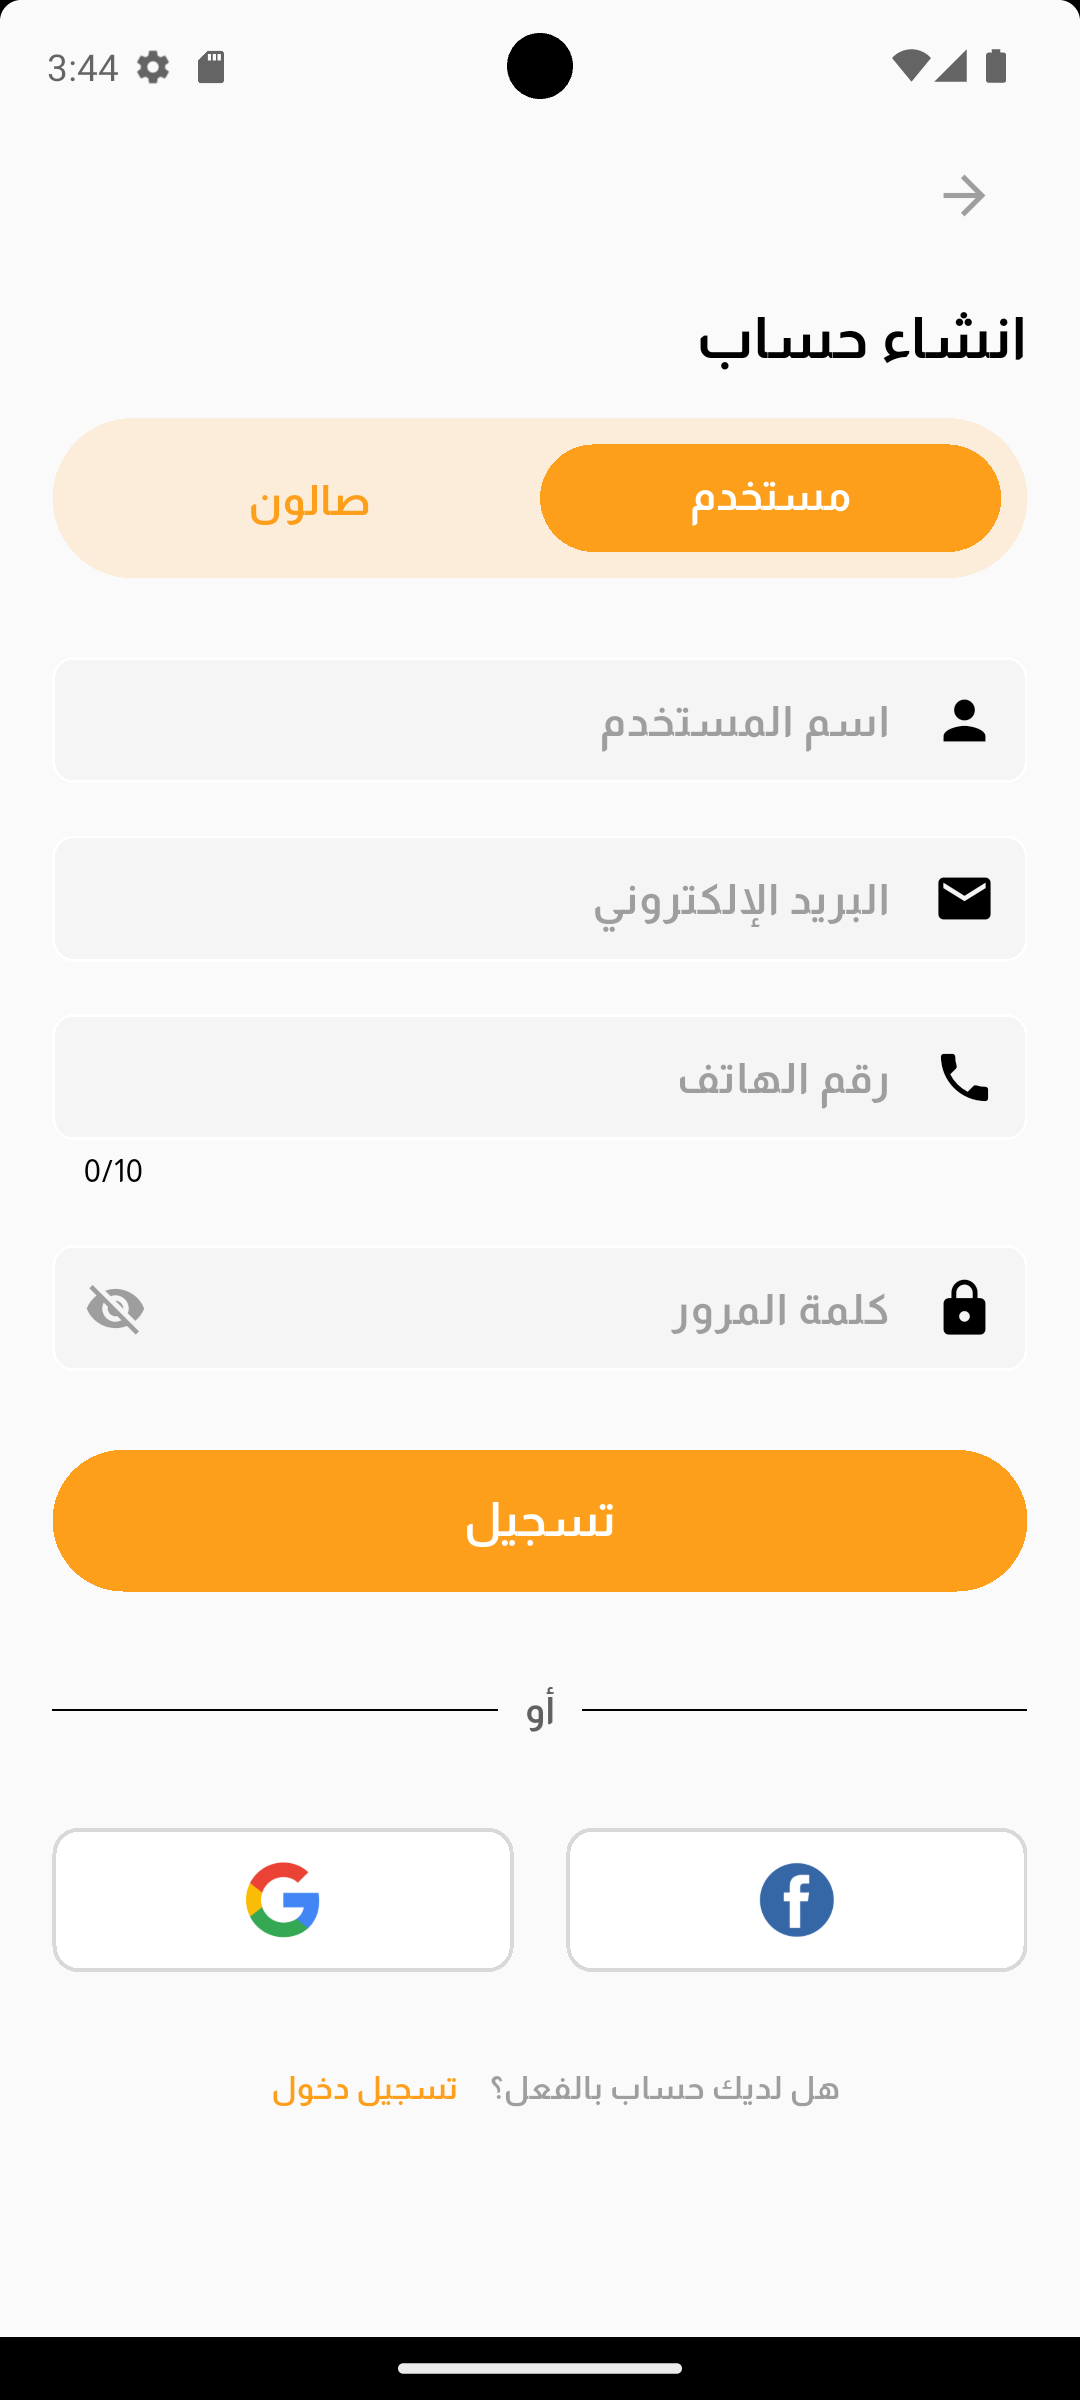 3:44
انشاء حساب
مستخدم
صالون
اسم المستخدم
البريد الإلكتروني
رقم الهاتف
0/10
كلمة المرور
تسجيل
أو
هل لديك حساب بالفعل؟ تسجيل دخول